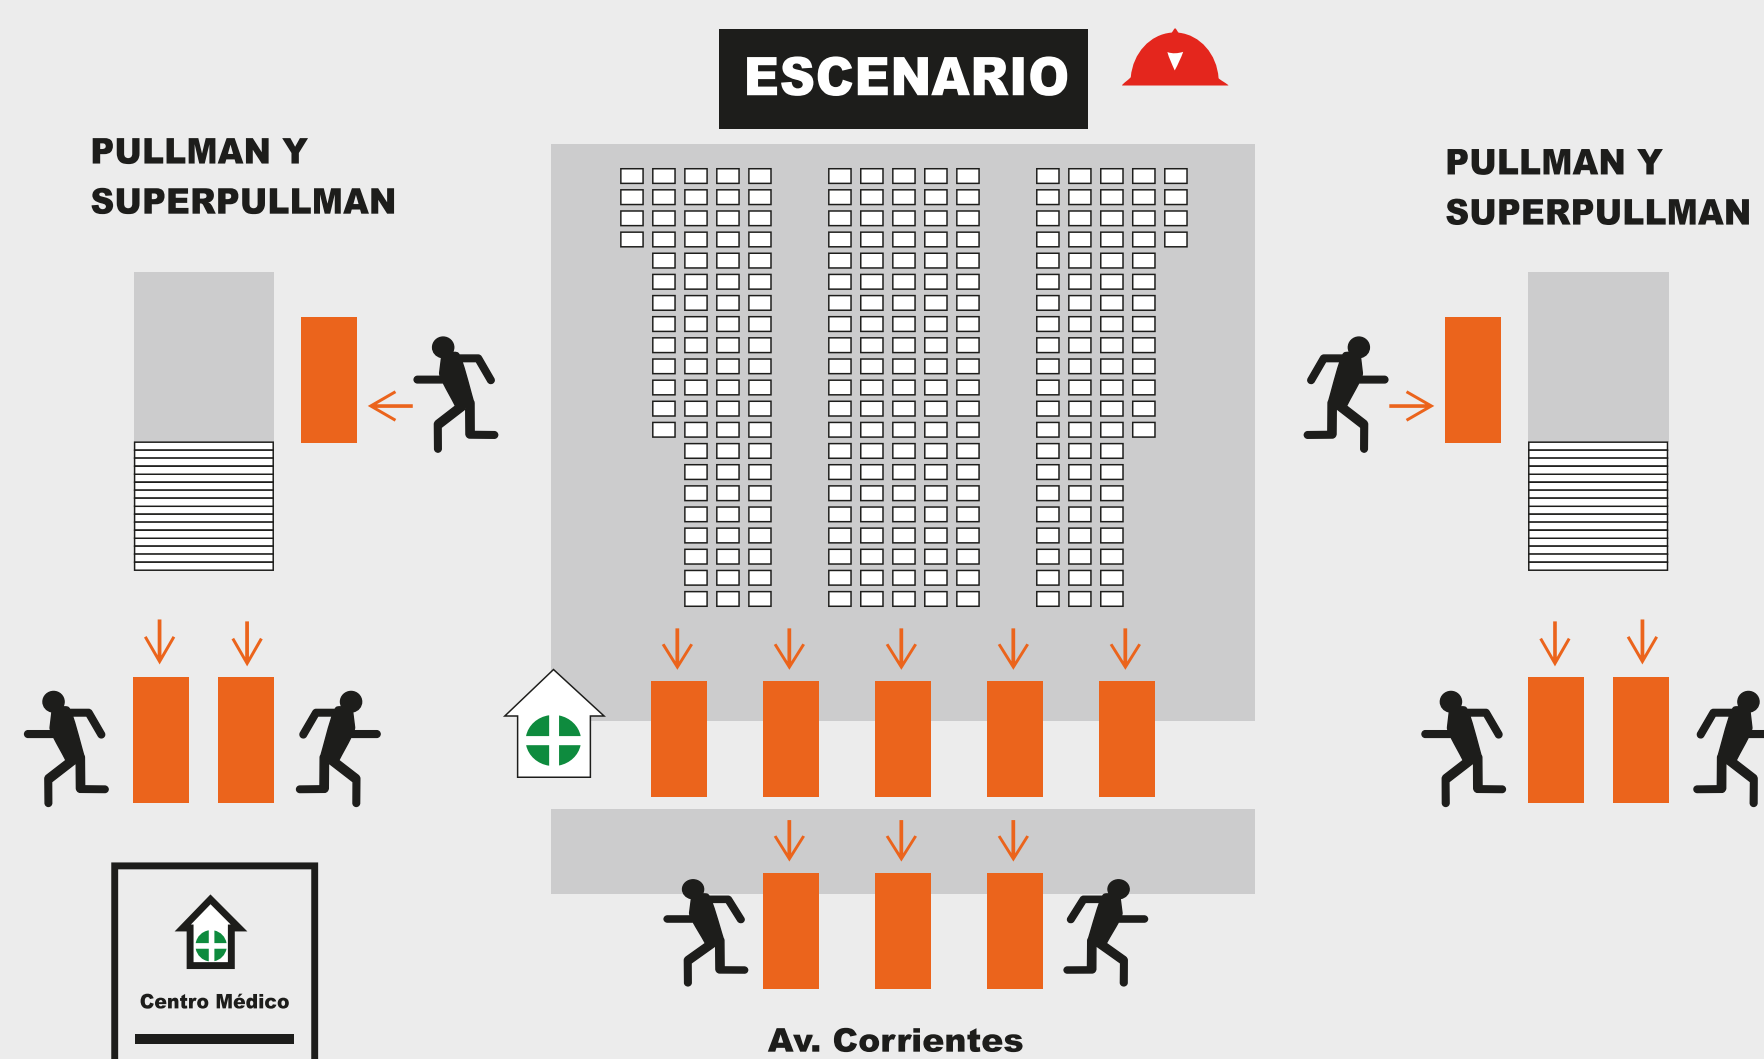 ESCENARIO
PULLMAN Y
SUPERPULLMAN
PULLMAN Y
SUPERPULLMAN
Centro Médico
Av. Corrientes